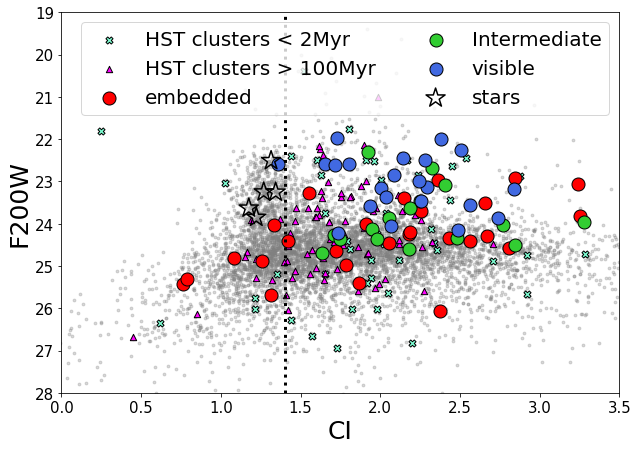 19
20
21
22
23
24
25
26
27
28
F200W
HST clusters < 2Myr
HST clusters > 100Myr
embedded
Intermediate
visible
stars
0.0 0.5 1.0 1.5 2.0 2.5 3.0 3.5
CI